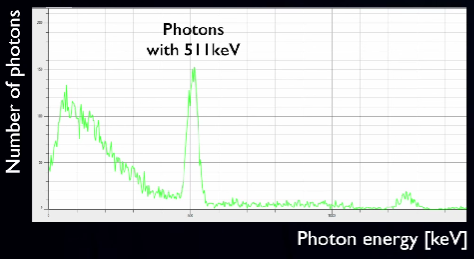 Number of photons
Photons
with 511keV
Photon energy [keV]